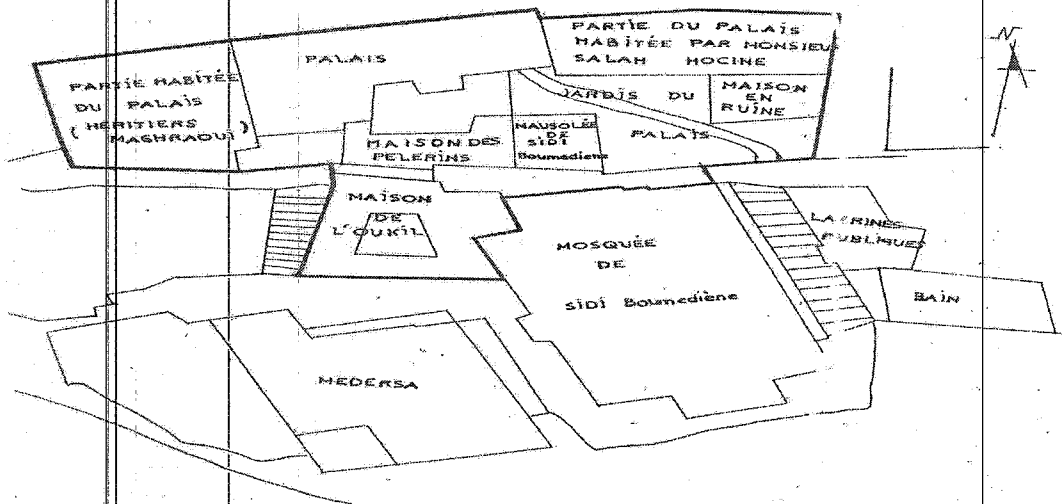 N
PARTIE DU PALAIS
HABITÉE PAR MONSIEUR
SALAH HOCINE
PALAIS
PARTIE HABITÉE
DU PALAIS
(HERITIERS
MAGHRAOUI)
JARDIS DU
PALAIS
MAISON
EN
RUINE
MAISON DES
PELERINS
MAUSOLÉE
DE
SIDI
Boumediene
MAISON
DE
L'OUKIL
MOSQUÉE
DE
SIDI Boumediène
LATRINES
PUBLIQUES
BAIN
MEDERSA